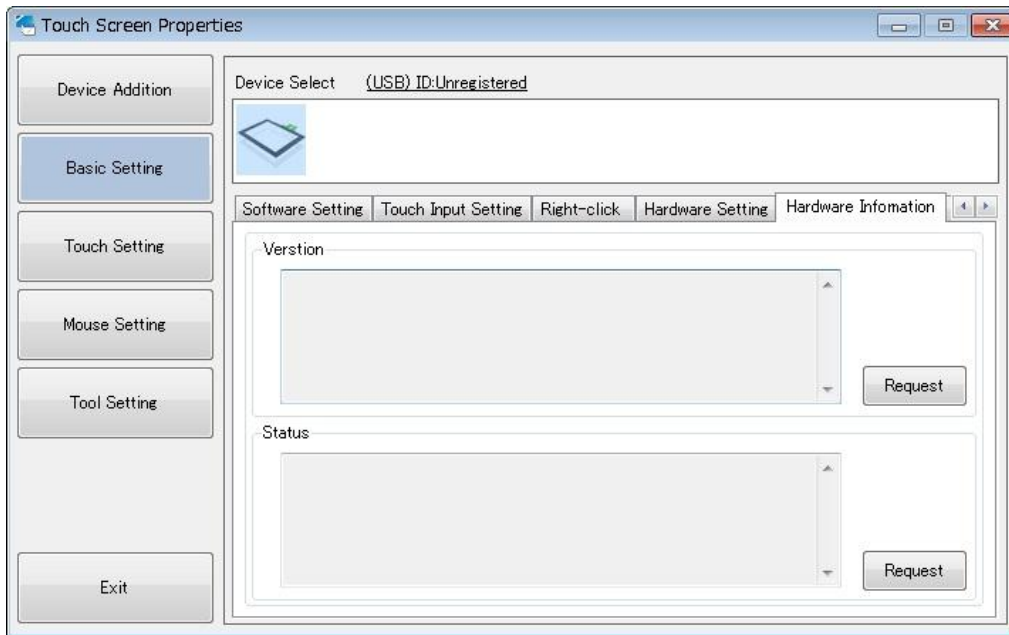 Touch Screen Properties
Device Addition
Basic Setting
Touch Setting
Mouse Setting
Tool Setting
Exit
Device Select (USB) ID:Unregistered
Software Setting Touch Input Setting Right-click Hardware Setting Hardware Infomation
Verstion
Request
Status
Request